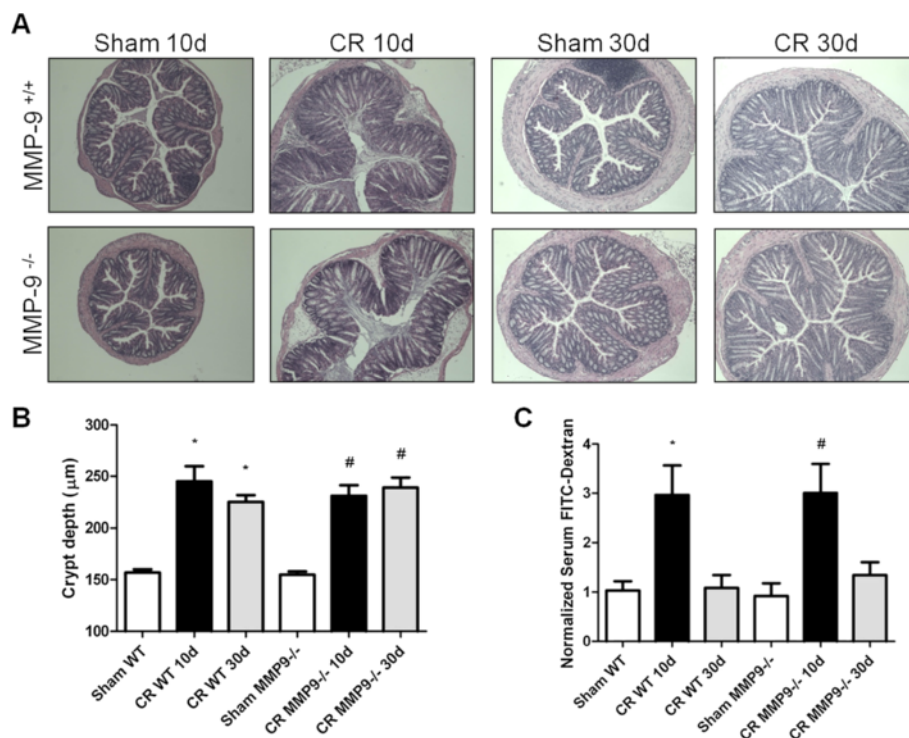 A
Sham 10d
CR 10d
Sham 30d
CR 30d
MMP-9 +/+
MMP-9 -/-
B
Crypt depth (μm)
300
250
200
150
100
*
*
#
#
Sham WT
CR WT 10d
CR WT 30d
Sham MMP9-/-
CR MMP9-/- 10d
CR MMP9-/- 30d
C
Normalized Serum FITC-Dextran
4
3
2
1
0
*
#
Sham WT
CR WT 10d
CR WT 30d
Sham MMP9-/-
CR MMP9-/- 10d
CR MMP9-/- 30d